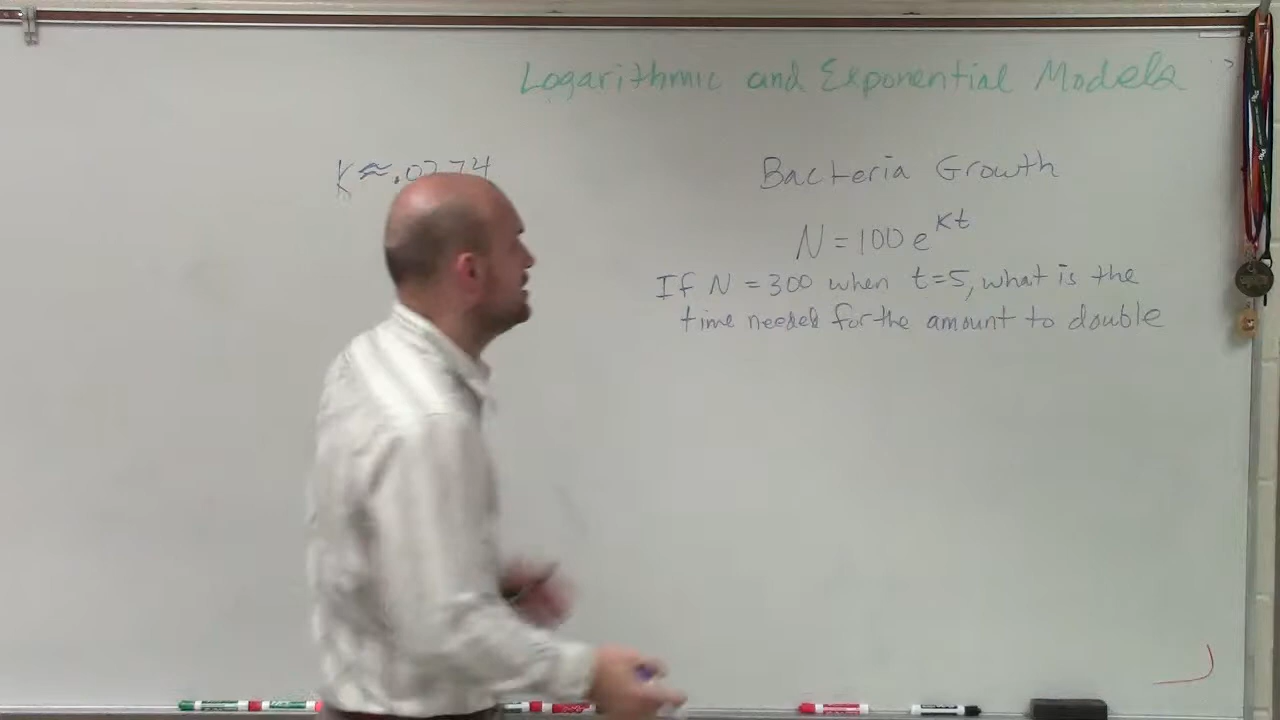 Logarithmic and Exponential Models
K≈.0274
Bacteria Growth
N = 100e^Kt
If N = 300 when t=5, what is the
time needed for the amount to double